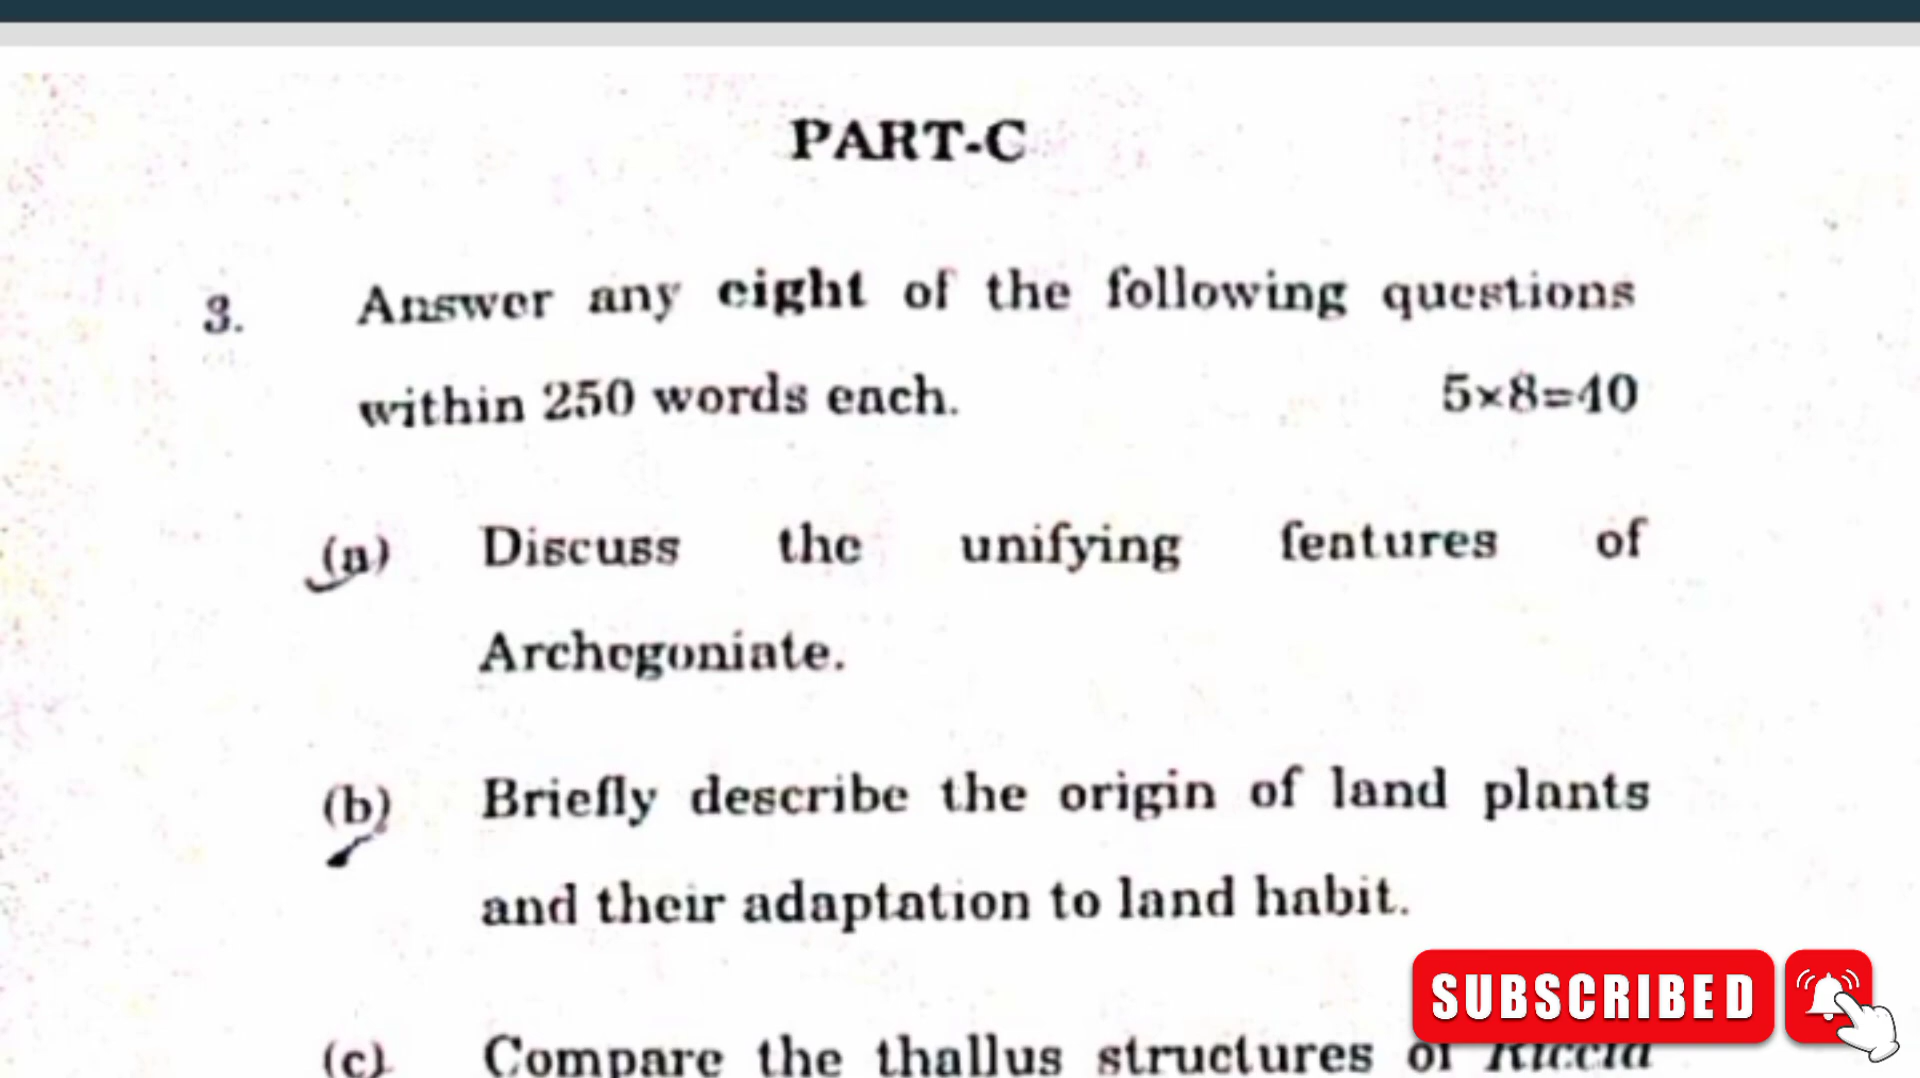 PART-C
3. Answer any eight of the following questions
within 250 words each. 5×8=40
(a) Discuss the unifying features of
Archegoniate.
(b) Briefly describe the origin of land plants
and their adaptation to land habit.
(c) Compare the thallus structures of Riccia
SUBSCRIBED